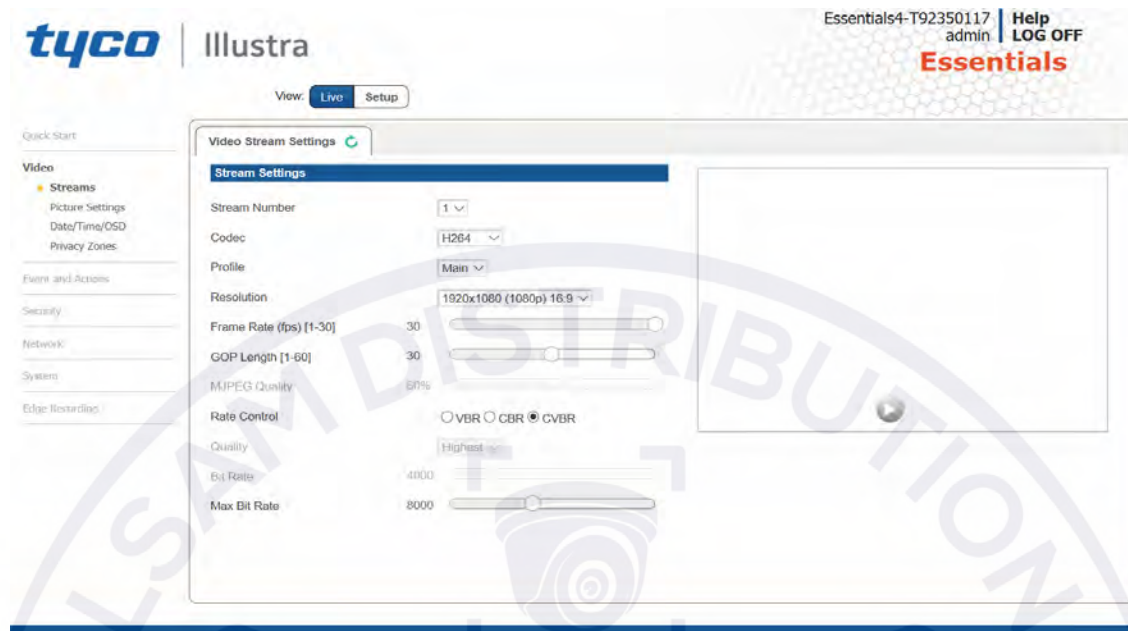 Essentials4-T92350117 Help
admin LOG OFF
tyco Illustra
Essentials
View: Live Setup
Quick Start
Video
Streams
Picture Settings
Date/Time/OSD
Privacy Zones
Event and Actions
Security
Network
System
Edge Recording
Video Stream Settings
Stream Settings
Stream Number 1
Codec H264
Profile Main
Resolution 1920x1080 (1080p) 16:9
Frame Rate (fps) [1-30] 30
GOP Length [1-60] 30
MJPEG Quality 60%
Rate Control VBR CBR CVBR
Quality Highest
Bit Rate 4000
Max Bit Rate 8000
LSAM DISTRIBUTION